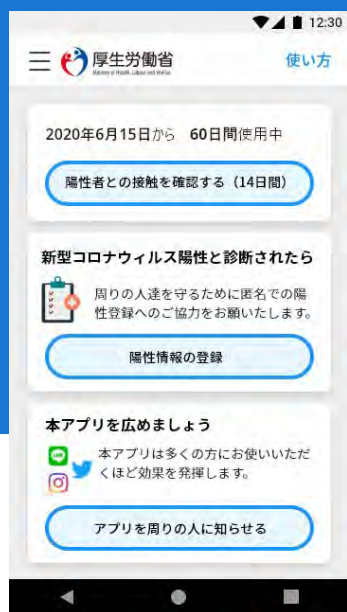 12:30
厚生労働省
Ministry of Health, Labour and Welfare
使い方
2020年6月15日から 60日間使用中
陽性者との接触を確認する（14日間）
新型コロナウィルス陽性と診断されたら
周りの人達を守るために匿名での陽
性登録へのご協力をお願いいたします。
陽性情報の登録
本アプリを広めましょう
本アプリは多くの方にお使いいただ
くほど効果を発揮します。
アプリを周りの人に知らせる